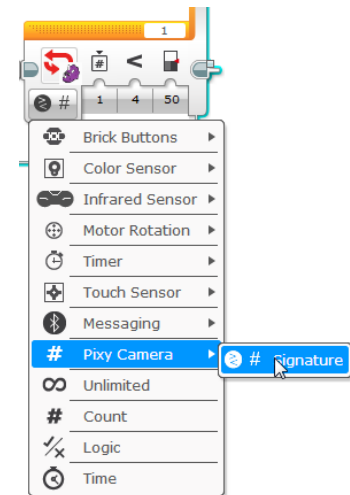 1
# <
# 1 4 50
Brick Buttons
Color Sensor
Infrared Sensor
Motor Rotation
Timer
Touch Sensor
Messaging
# Pixy Camera
# Signature
Unlimited
# Count
Logic
Time